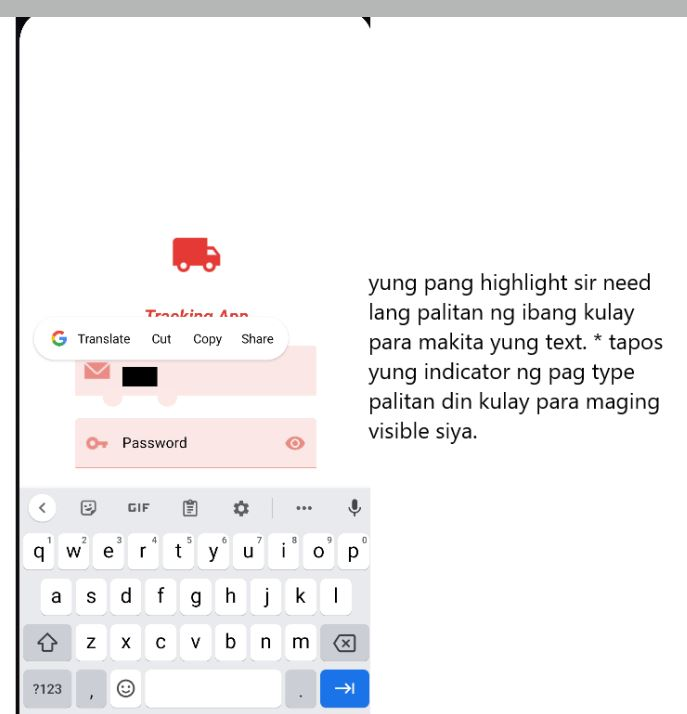 Tracking App
Translate Cut Copy Share
yung pang highlight sir need
lang palitan ng ibang kulay
para makita yung text. * tapos
yung indicator ng pag type
palitan din kulay para maging
visible siya.
Password
GIF
q1 w2 e3 r4 t5 y6 u7 i8 o9 p0
a s d f g h j k l
z x c v b n m
?123 , .